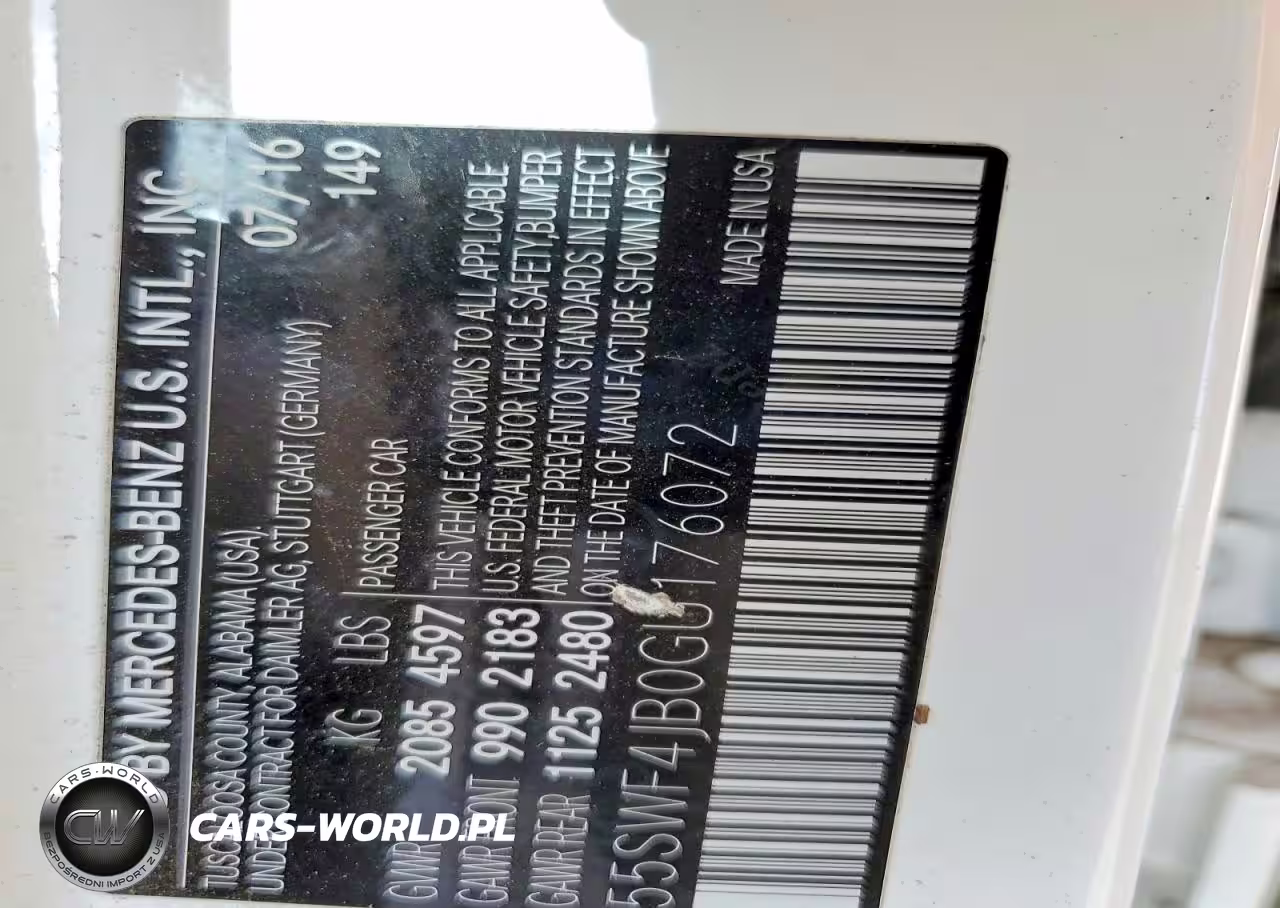 BY MERCEDES-BENZ U.S. INTL., INC.
TUSCALOOSA COUNTY, ALABAMA (USA).
07/16
UNDER CONTRACT FOR DAIMLER AG, STUTTGART (GERMANY)
149
KG LBS
PASSENGER CAR
GVWR 2085 4597
THIS VEHICLE CONFORMS TO ALL APPLICABLE
GAWR FRONT 990 2183
U.S. FEDERAL MOTOR VEHICLE SAFETY, BUMPER
GAWR REAR 1125 2480
AND THEFT PREVENTION STANDARDS IN EFFECT
ON THE DATE OF MANUFACTURE SHOWN ABOVE
55SWF4JB0GU176072
MADE IN USA
CARS·WORLD
CW
BEZPOŚREDNI IMPORT Z USA
CARS-WORLD.PL